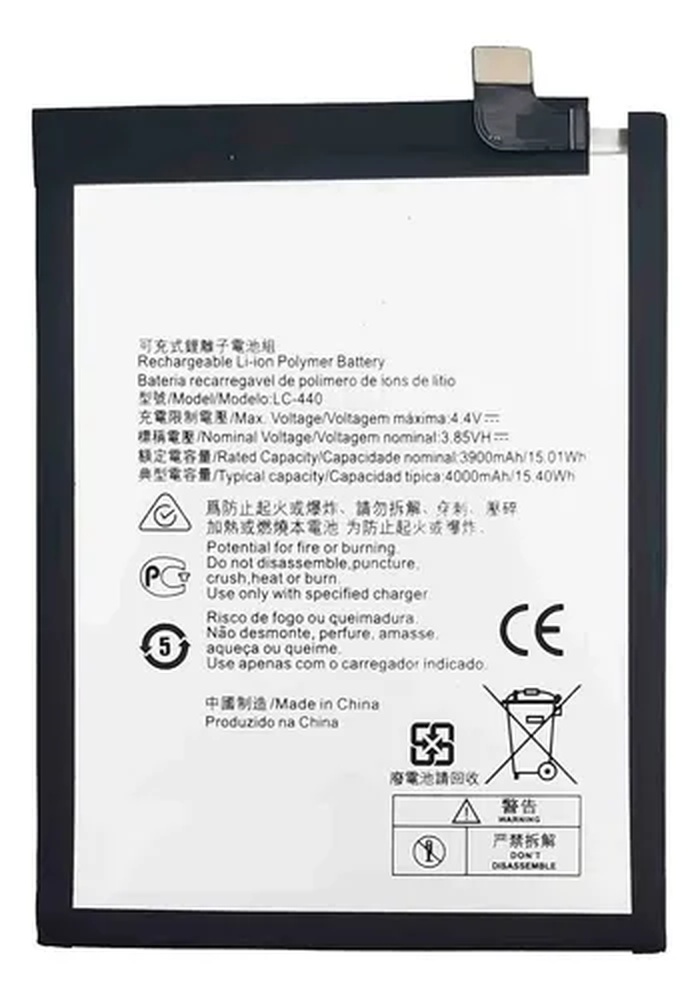 可充式鋰離子電池組
Rechargeable Li-ion Polymer Battery
Bateria recarregavel de polimero de ions de litio
型號/Model/Modelo:LC-440
充電限制電壓/Max. Voltage/Voltagem máxima:4.4V⎓
標稱電壓/Nominal Voltage/Voltagem nominal:3.85VH⎓
額定電容量/Rated Capacity/Capacidade nominal:3900mAh/15.01Wh
典型電容量/Typical capacity/Capacidad tipica:4000mAh/15.40Wh
爲防止起火或爆炸、請勿拆解、穿刺、壓碎
加熱或燃燒本電池 为防止起火或爆炸.
Potential for fire or burning.
Do not disassemble,puncture,
crush,heat or burn.
Use only with specified charger
Risco de fogo ou queimadura.
Não desmonte, perfure, amasse.
aqueça ou queime.
Use apenas com o carregador indicado.
PC
5
CE
中國制造/Made in China
Produzido na China
廢電池請回收
警告
WARNING
严禁拆解
DON'T
DISASSEMBLE